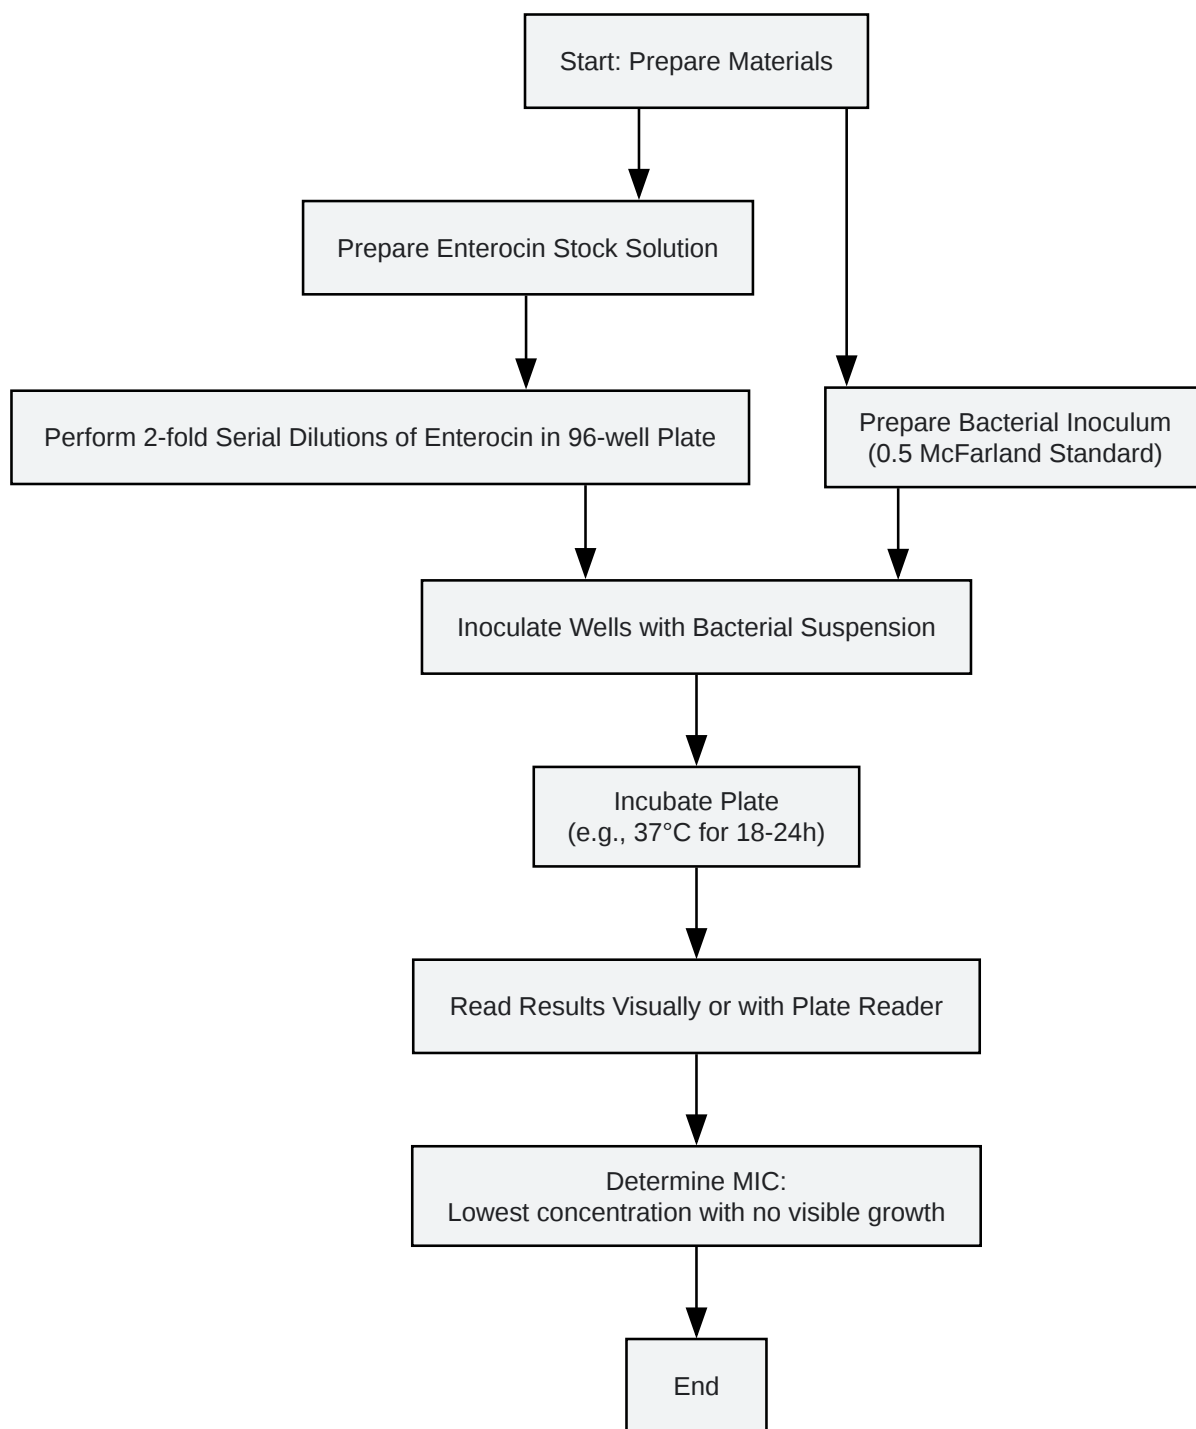 Start: Prepare Materials
Prepare Enterocin Stock Solution
Perform 2-fold Serial Dilutions of Enterocin in 96-well Plate
Prepare Bacterial Inoculum
(0.5 McFarland Standard)
Inoculate Wells with Bacterial Suspension
Incubate Plate
(e.g., 37°C for 18-24h)
Read Results Visually or with Plate Reader
Determine MIC:
Lowest concentration with no visible growth
End